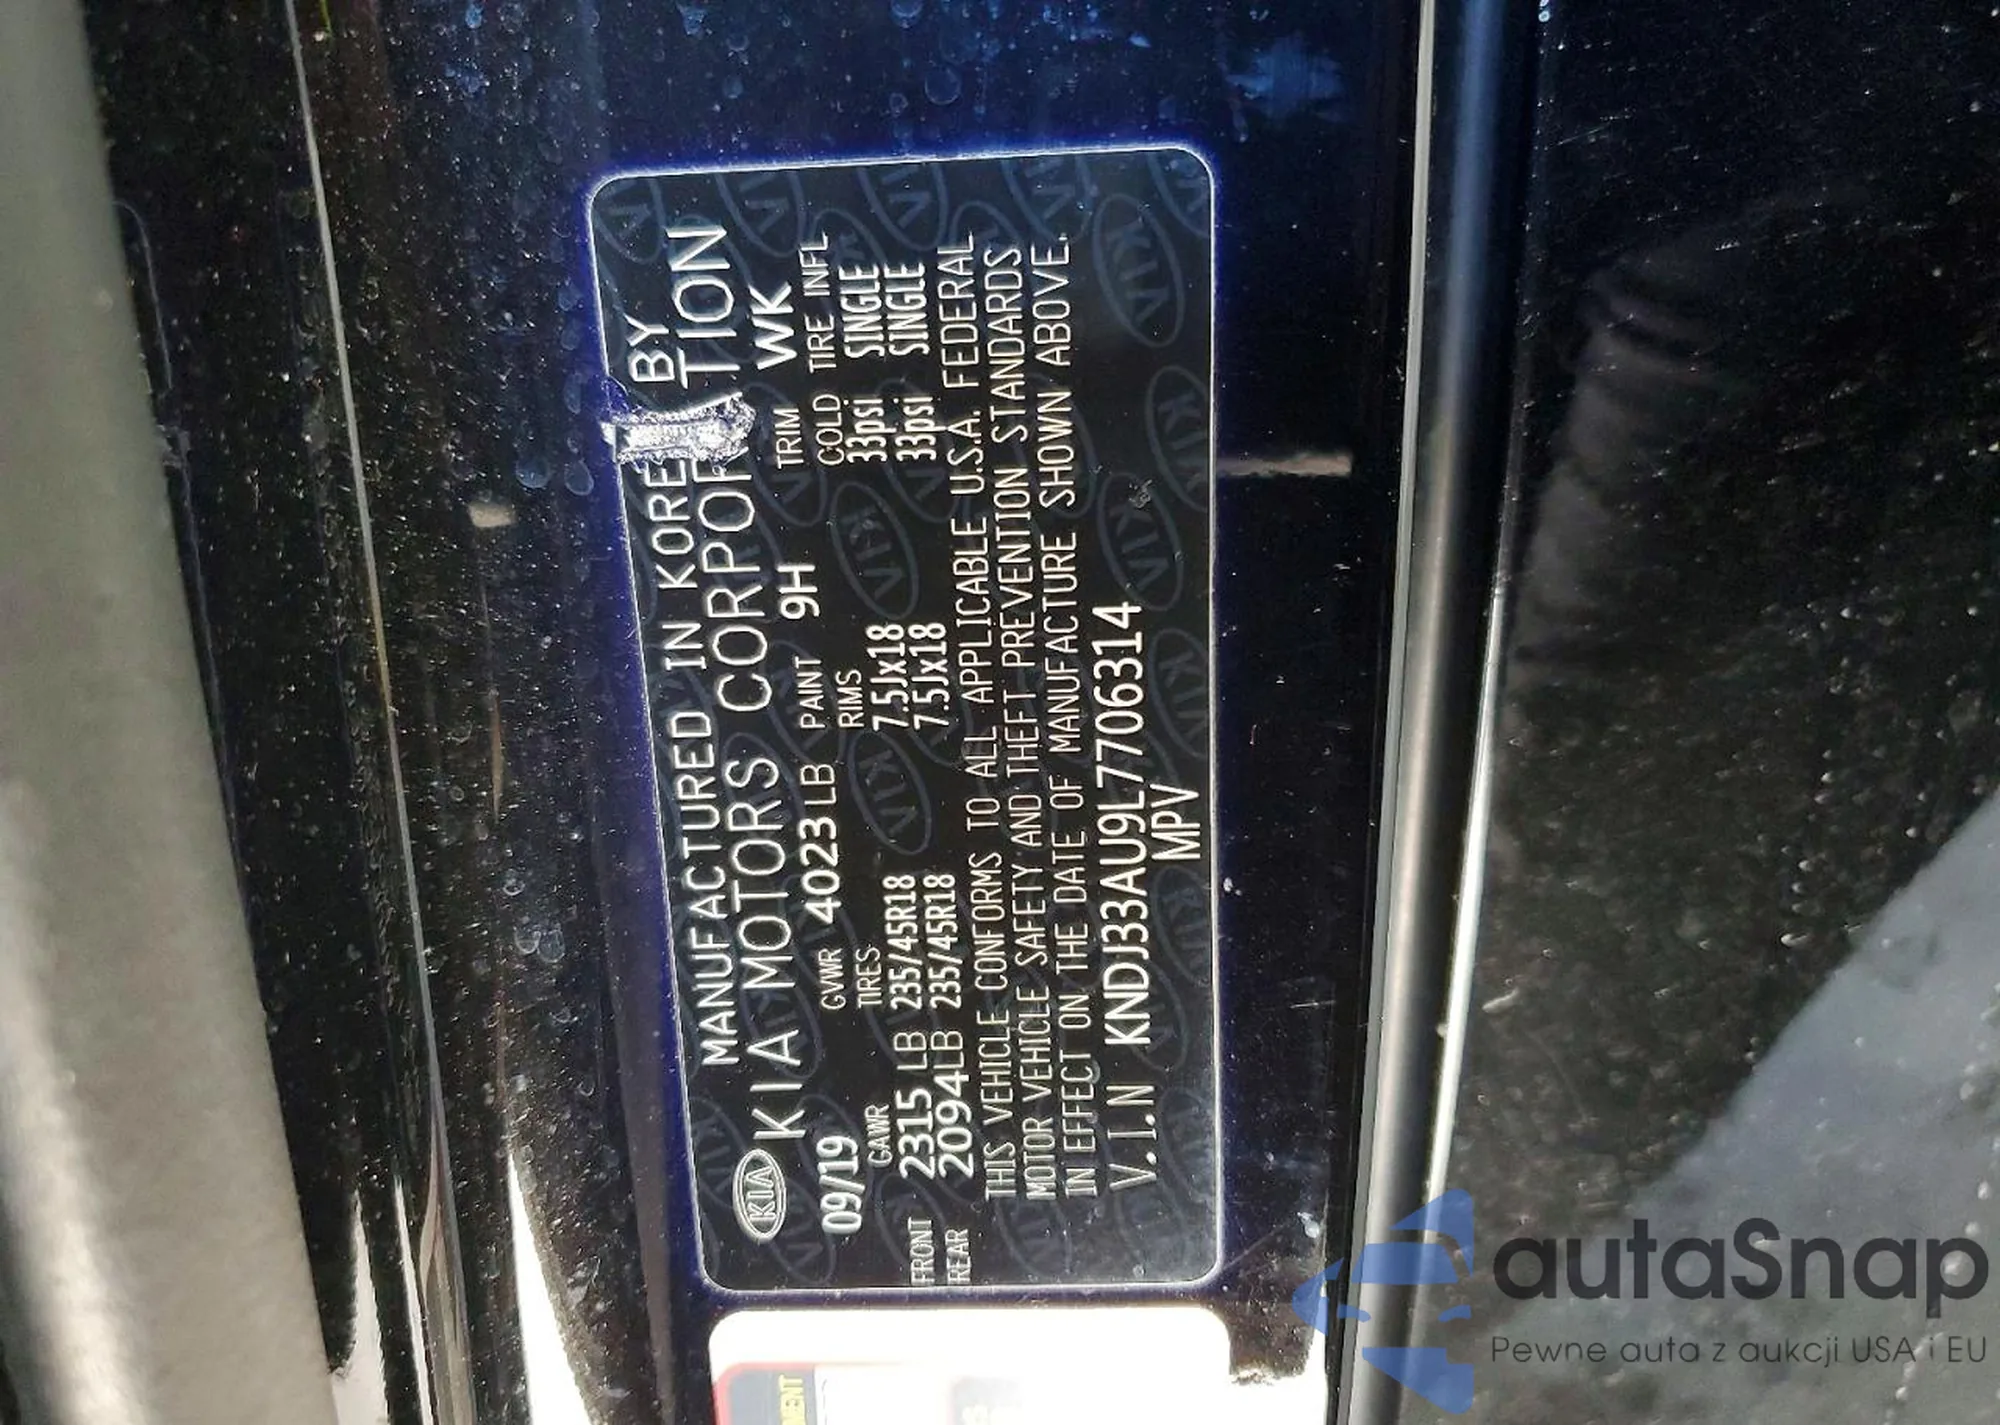 MANUFACTURED IN KOREA BY
KIA KIA MOTORS CORPORATION
09/19 GVWR 4023LB PAINT 9H TRIM WK
GAWR TIRES RIMS COLD TIRE INFL
FRONT 2315 LB 235/45R18 7.5Jx18 33psi SINGLE
REAR 2094LB 235/45R18 7.5Jx18 33psi SINGLE
THIS VEHICLE CONFORMS TO ALL APPLICABLE U.S.A. FEDERAL
MOTOR VEHICLE SAFETY AND THEFT PREVENTION STANDARDS
IN EFFECT ON THE DATE OF MANUFACTURE SHOWN ABOVE.
V.I.N KNDJ33AU9L7706314
MPV
autaSnap
Pewne auta z aukcji USA i EU